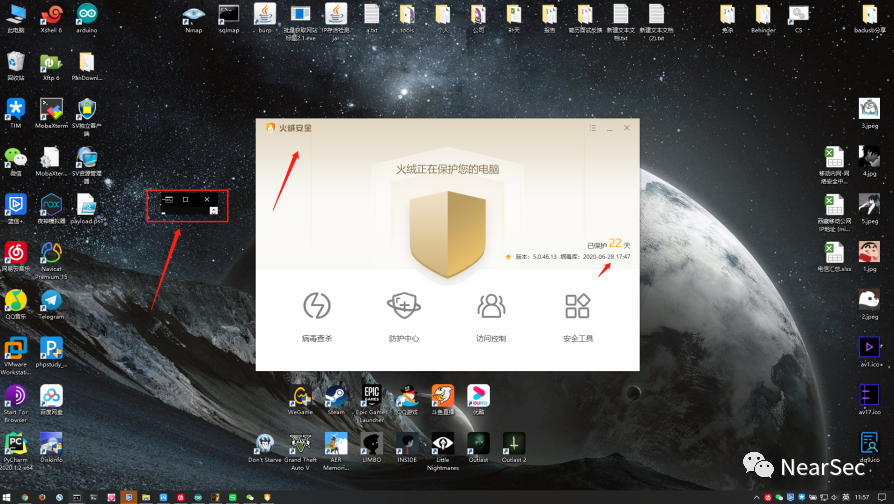 此电脑
Xshell 6
arduino
Nmap
sqlmap
burp
批量获取网站
标题2.1.exe
IP存活检测
.jar
a.txt
tools
个人
公司
补天
报告
简历面试反馈
新建文本文
档.txt
新建文本文档
(2).txt
免杀
Behinder
CS
badusb分享
回收站
Xftp 6
PanDownl...
TIM
MobaXterm
SV独立客户
端
3.jpeg
微信
MobaXter...
SV资源管理
器
移动内网-网
络安全中...
4.jpg
蓝信+
夜神模拟器
payload.ps1
西藏移动公网
IP地址 (mi...
5.jpg
网易云音乐
Navicat
Premium 15
电信汇总.xlsx
1.jpg
QQ音乐
Telegram
2.jpeg
VMware
Workstati...
phpstudy_...
av1.ico
Start Tor
Browser
百度网盘
WeGame
Steam
Epic Games
Launcher
QQ游戏
斗鱼直播
优酷
av17.ico
PyCharm
2020.1.2 x64
DiskInfo
Don't Starve
Grand Theft
Auto V
AER
Memori...
LIMBO
INSIDE
Little
Nightmares
Outlast
Outlast 2
火绒安全
火绒正在保护您的电脑
已保护 22 天
版本：5.0.46.13 病毒库：2020-06-28 17:47
病毒查杀
防护中心
访问控制
安全工具
NearSec
英
11:57